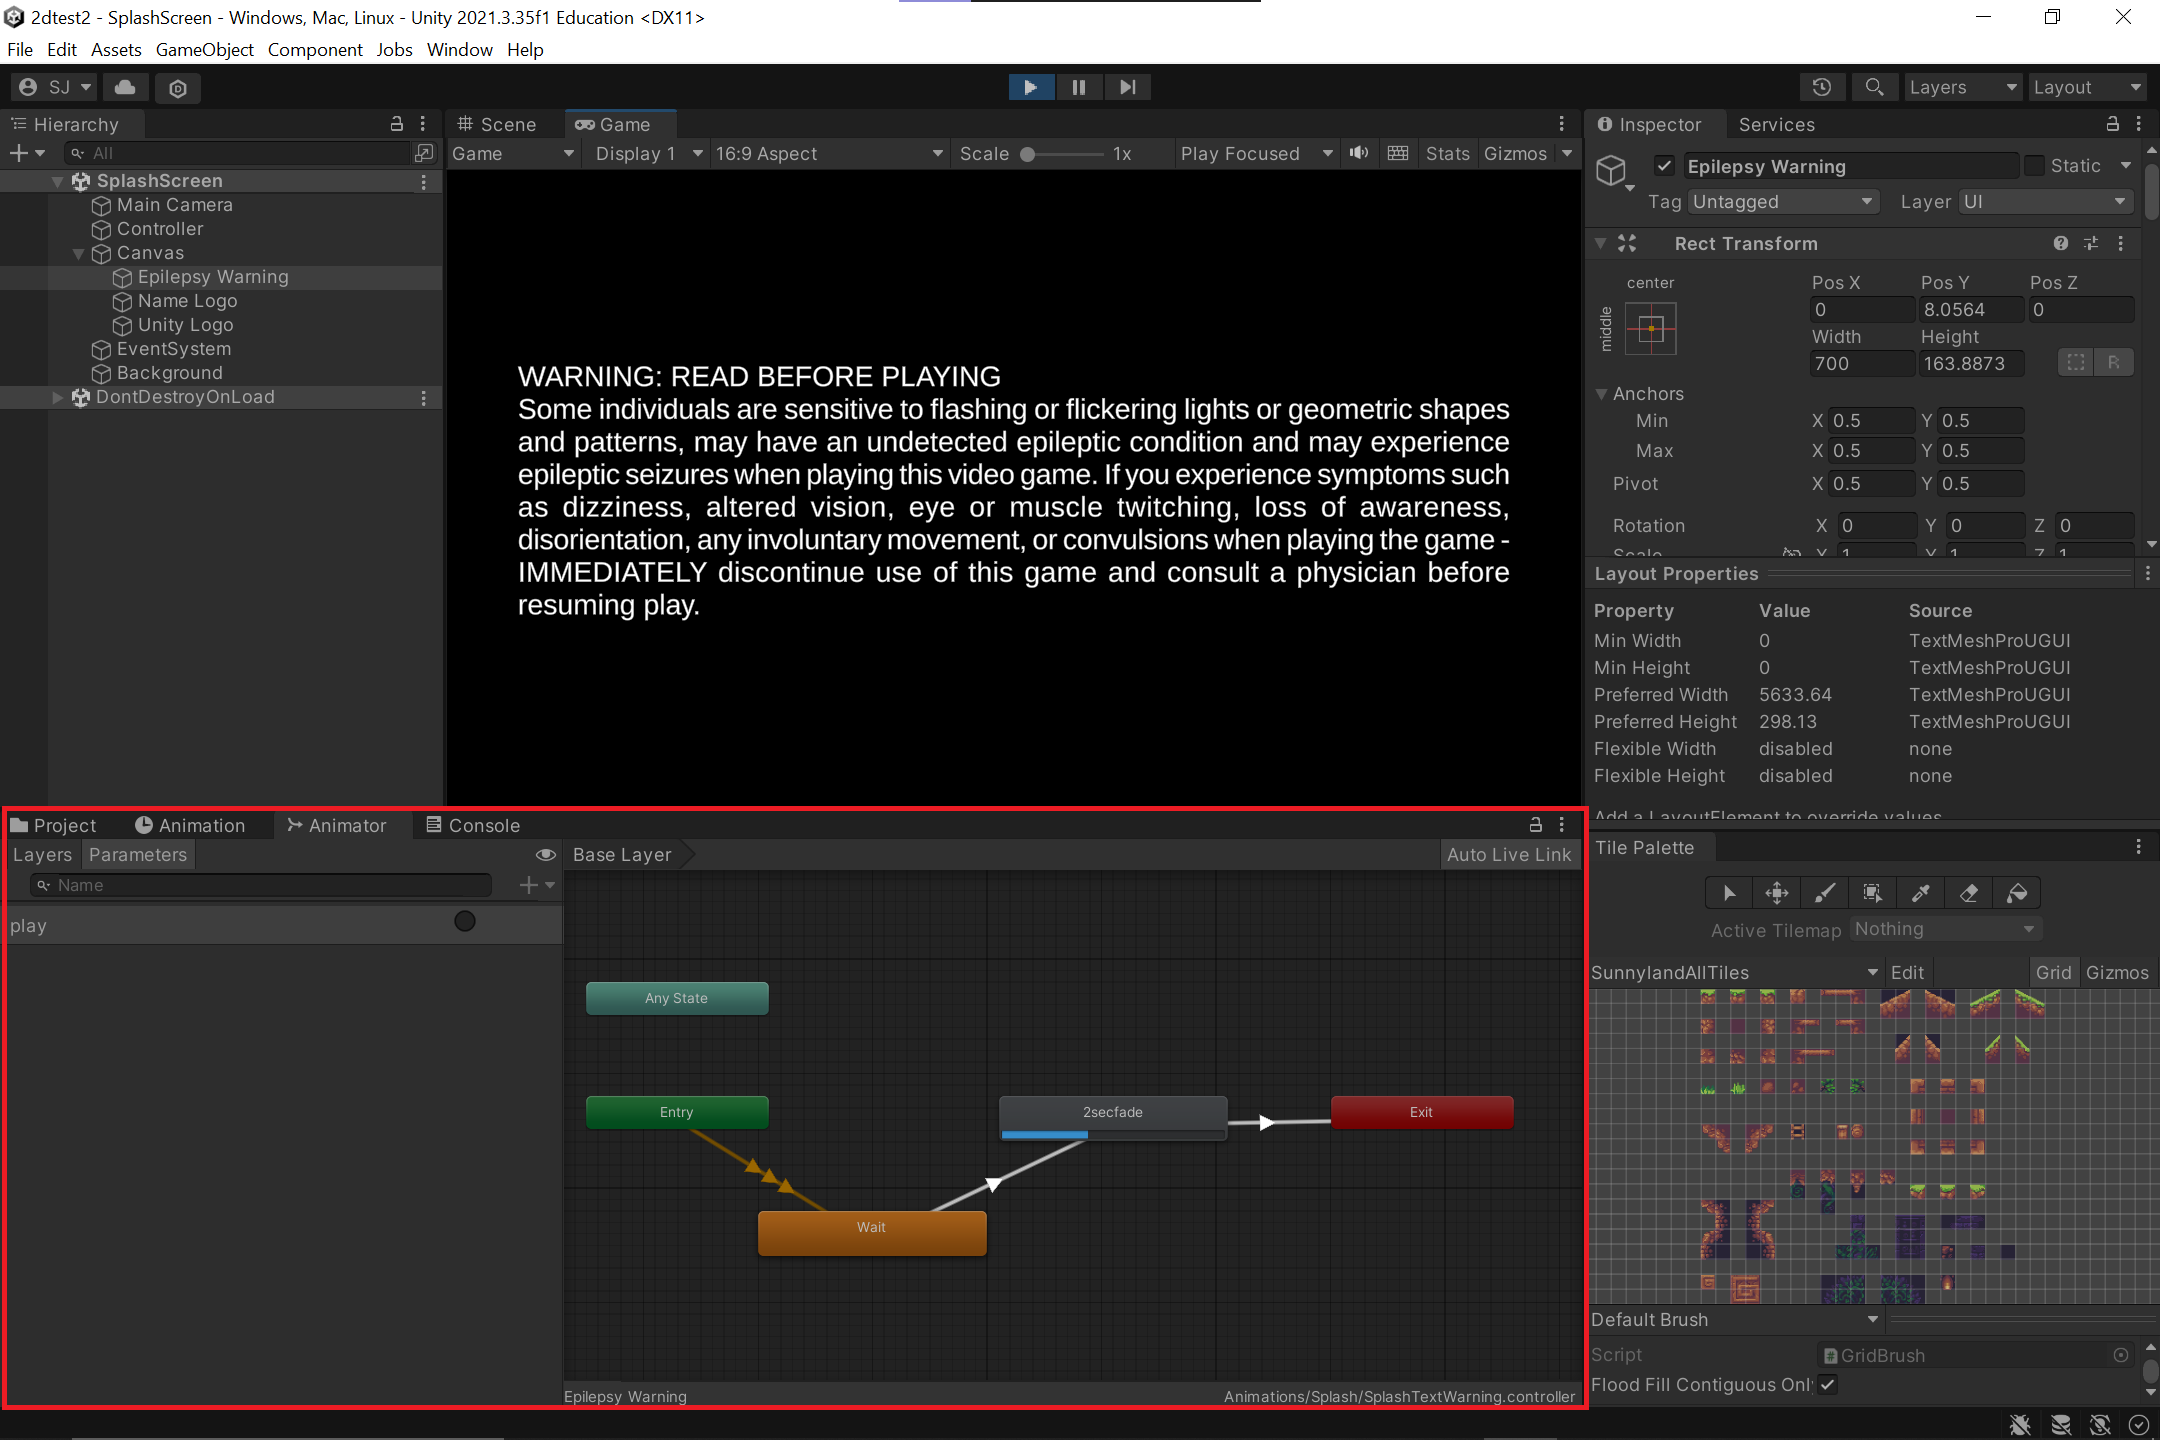 2dtest2 - SplashScreen - Windows, Mac, Linux - Unity 2021.3.35f1 Education <DX11>
File Edit Assets GameObject Component Jobs Window Help
SJ
Layers
Layout
Hierarchy
All
SplashScreen
Main Camera
Controller
Canvas
Epilepsy Warning
Name Logo
Unity Logo
EventSystem
Background
DontDestroyOnLoad
Scene
Game
Game Display 1 16:9 Aspect Scale 1x Play Focused Stats Gizmos
WARNING: READ BEFORE PLAYING
Some individuals are sensitive to flashing or flickering lights or geometric shapes
and patterns, may have an undetected epileptic condition and may experience
epileptic seizures when playing this video game. If you experience symptoms such
as dizziness, altered vision, eye or muscle twitching, loss of awareness,
disorientation, any involuntary movement, or convulsions when playing the game -
IMMEDIATELY discontinue use of this game and consult a physician before
resuming play.
Inspector Services
Epilepsy Warning Static
Tag Untagged Layer UI
Rect Transform
center
middle
Pos X Pos Y Pos Z
0 8.0564 0
Width Height
700 163.8873 R
Anchors
Min X 0.5 Y 0.5
Max X 0.5 Y 0.5
Pivot X 0.5 Y 0.5
Rotation X 0 Y 0 Z 0
Scale X 1 Y 1 Z 1
Layout Properties
Property Value Source
Min Width 0 TextMeshProUGUI
Min Height 0 TextMeshProUGUI
Preferred Width 5633.64 TextMeshProUGUI
Preferred Height 298.13 TextMeshProUGUI
Flexible Width disabled none
Flexible Height disabled none
Add a LayoutElement to override values
Project Animation Animator Console
Layers Parameters
Name
play
Base Layer
Auto Live Link
Any State
Entry
2secfade
Exit
Wait
Epilepsy Warning
Animations/Splash/SplashTextWarning.controller
Tile Palette
Active Tilemap Nothing
SunnylandAllTiles Edit Grid Gizmos
Default Brush
Script GridBrush
Flood Fill Contiguous Onl